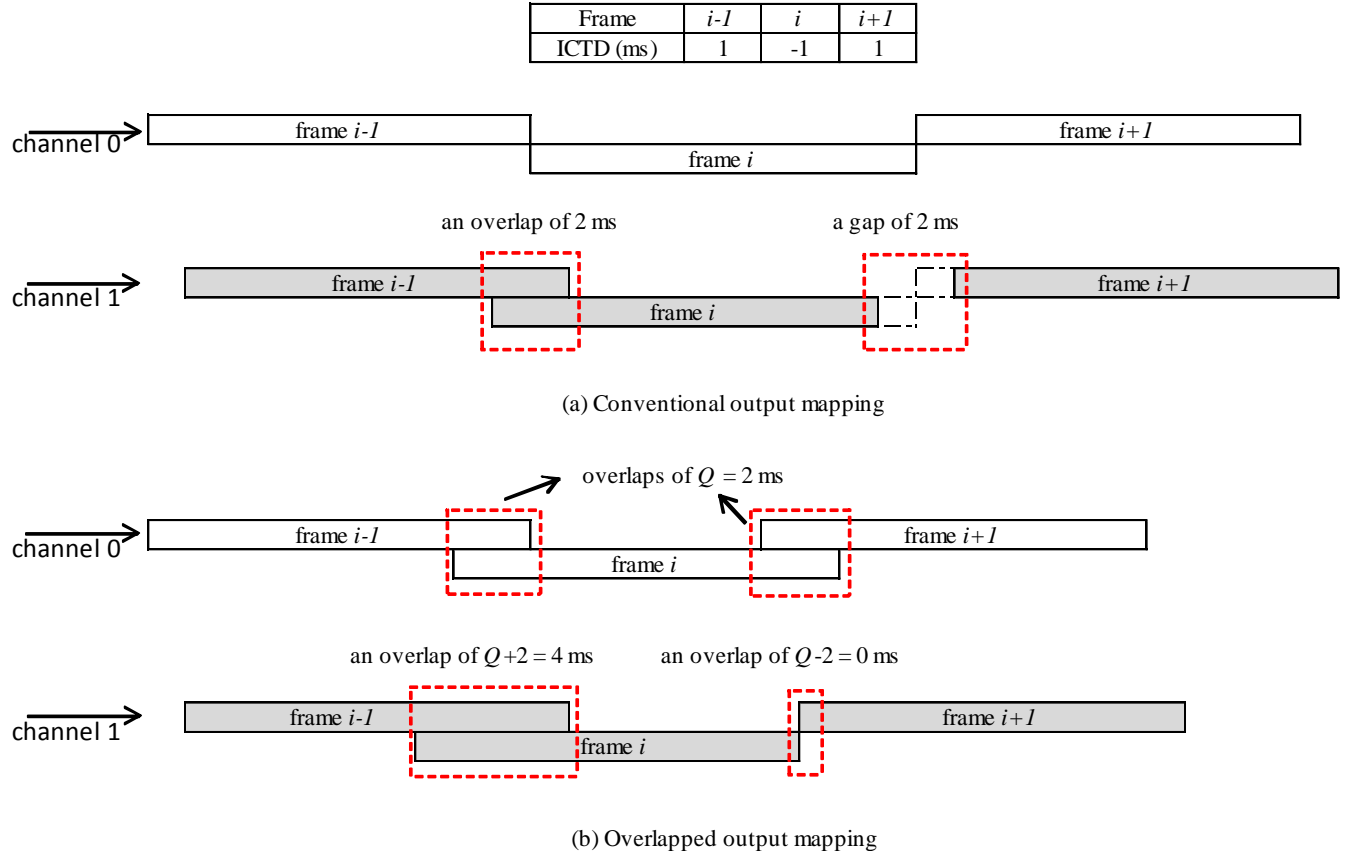 Frame i-1 i i+1
ICTD (ms) 1 -1 1
channel 0
frame i-1
frame i
frame i+1
an overlap of 2 ms
a gap of 2 ms
channel 1
frame i-1
frame i
frame i+1
(a) Conventional output mapping
overlaps of Q = 2 ms
channel 0
frame i-1
frame i
frame i+1
an overlap of Q+2 = 4 ms
an overlap of Q-2 = 0 ms
channel 1
frame i-1
frame i
frame i+1
(b) Overlapped output mapping